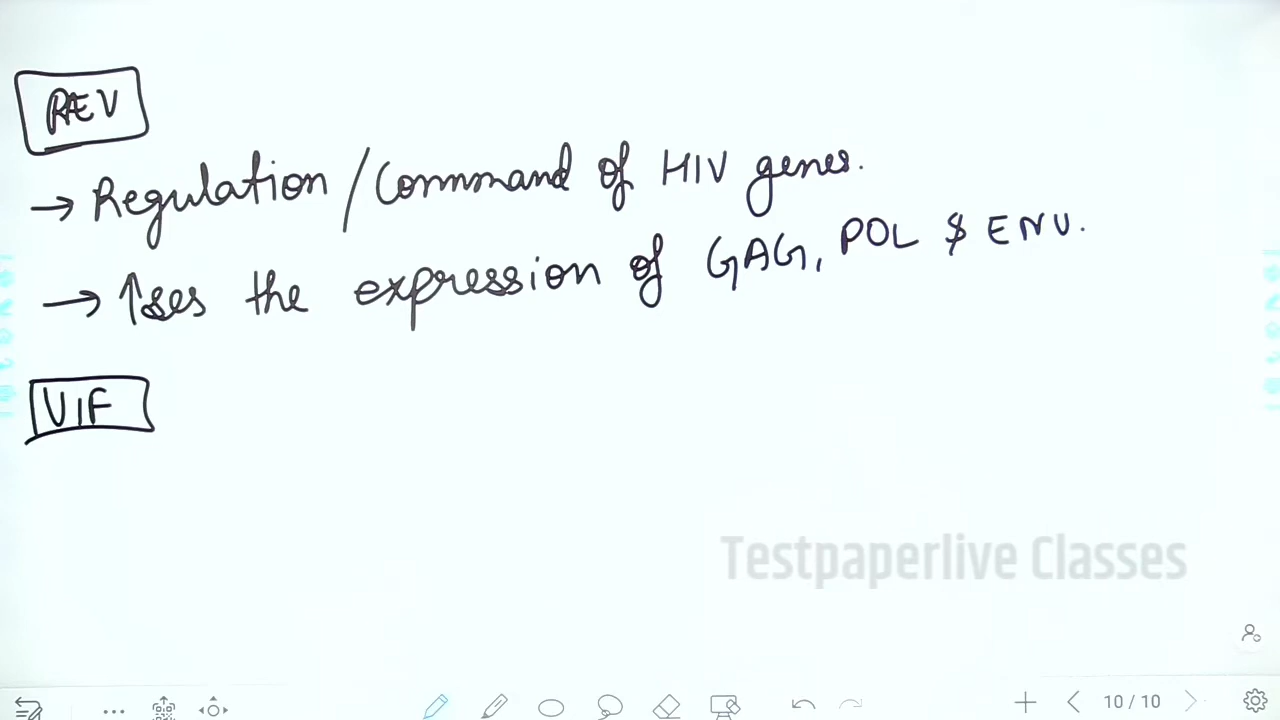 REV
→ Regulation / Command of HIV genes.
→ ↑ses the expression of GAG, POL $ ENV.
VIF
Testpaperlive Classes
10 / 10